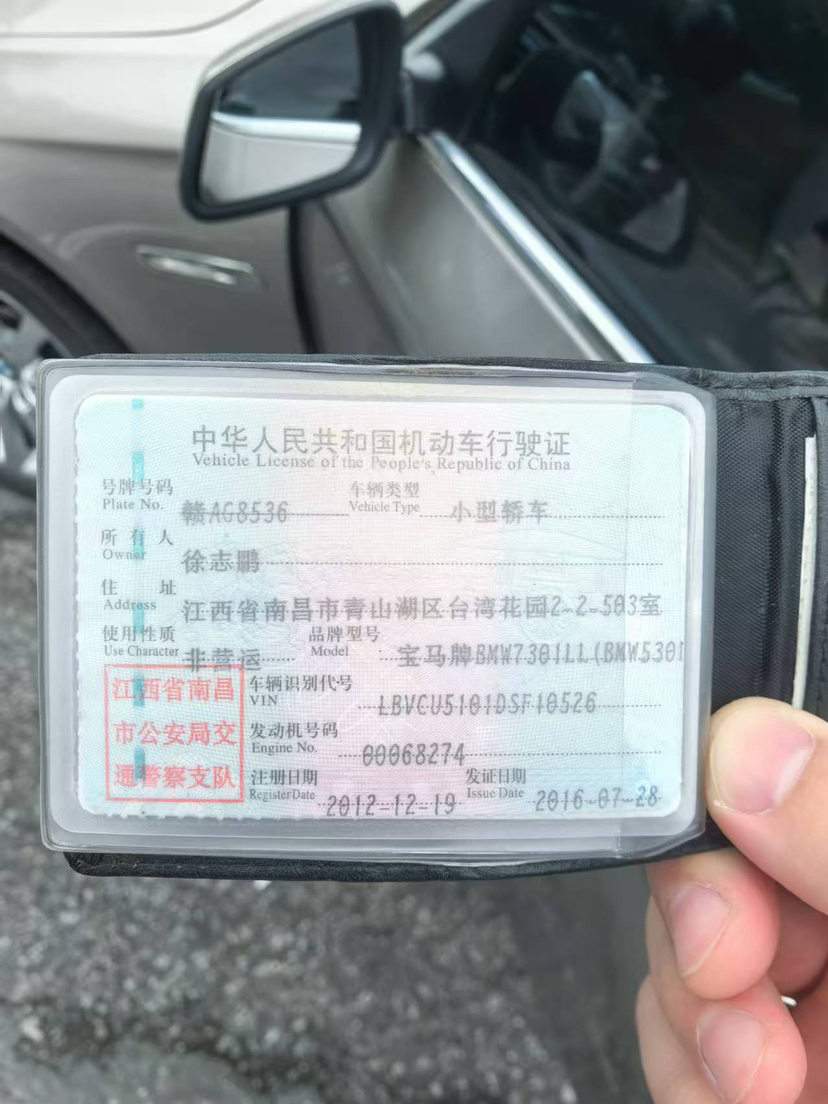 中华人民共和国机动车行驶证
Vehicle License of the People's Republic of China
号牌号码 赣AG8536 车辆类型 小型轿车
Plate No. Vehicle Type
所有人 徐志鹏
Owner
住址 江西省南昌市青山湖区台湾花园2-2-503室
Address
使用性质 非营运 品牌型号 宝马牌BMW7301LL(BMW5301
Use Character Model
江西省南昌
市公安局交
通警察支队
车辆识别代号 LBVCU5101DSF10526
VIN
发动机号码 00068274
Engine No.
注册日期 2012-12-19 发证日期 2016-07-28
Register Date Issue Date